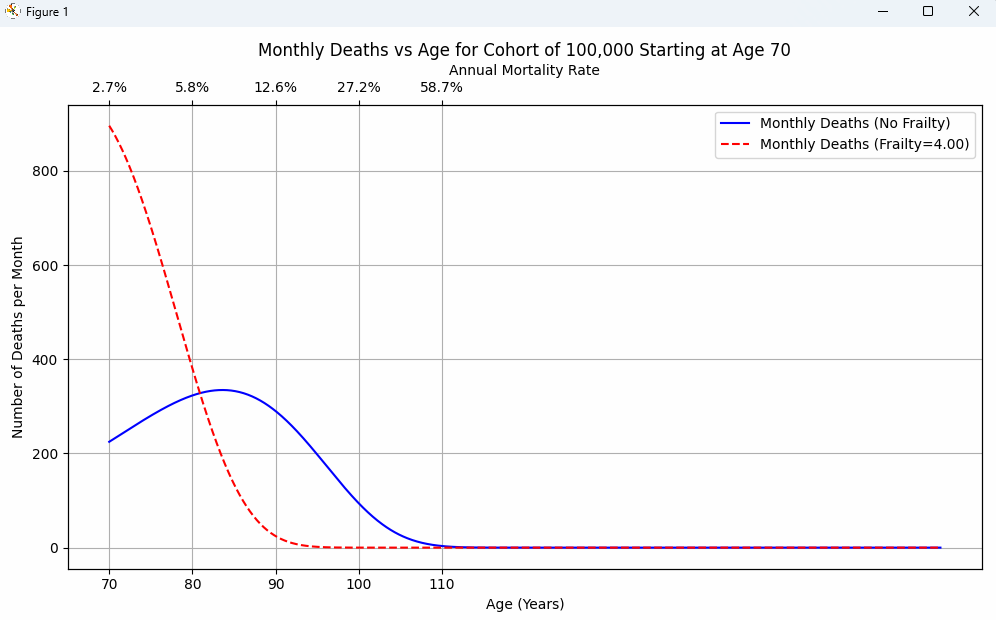 Figure 1
Monthly Deaths vs Age for Cohort of 100,000 Starting at Age 70
Annual Mortality Rate
2.7% 5.8% 12.6% 27.2% 58.7%
Monthly Deaths (No Frailty)
Monthly Deaths (Frailty=4.00)
Number of Deaths per Month
800
600
400
200
0
70 80 90 100 110
Age (Years)